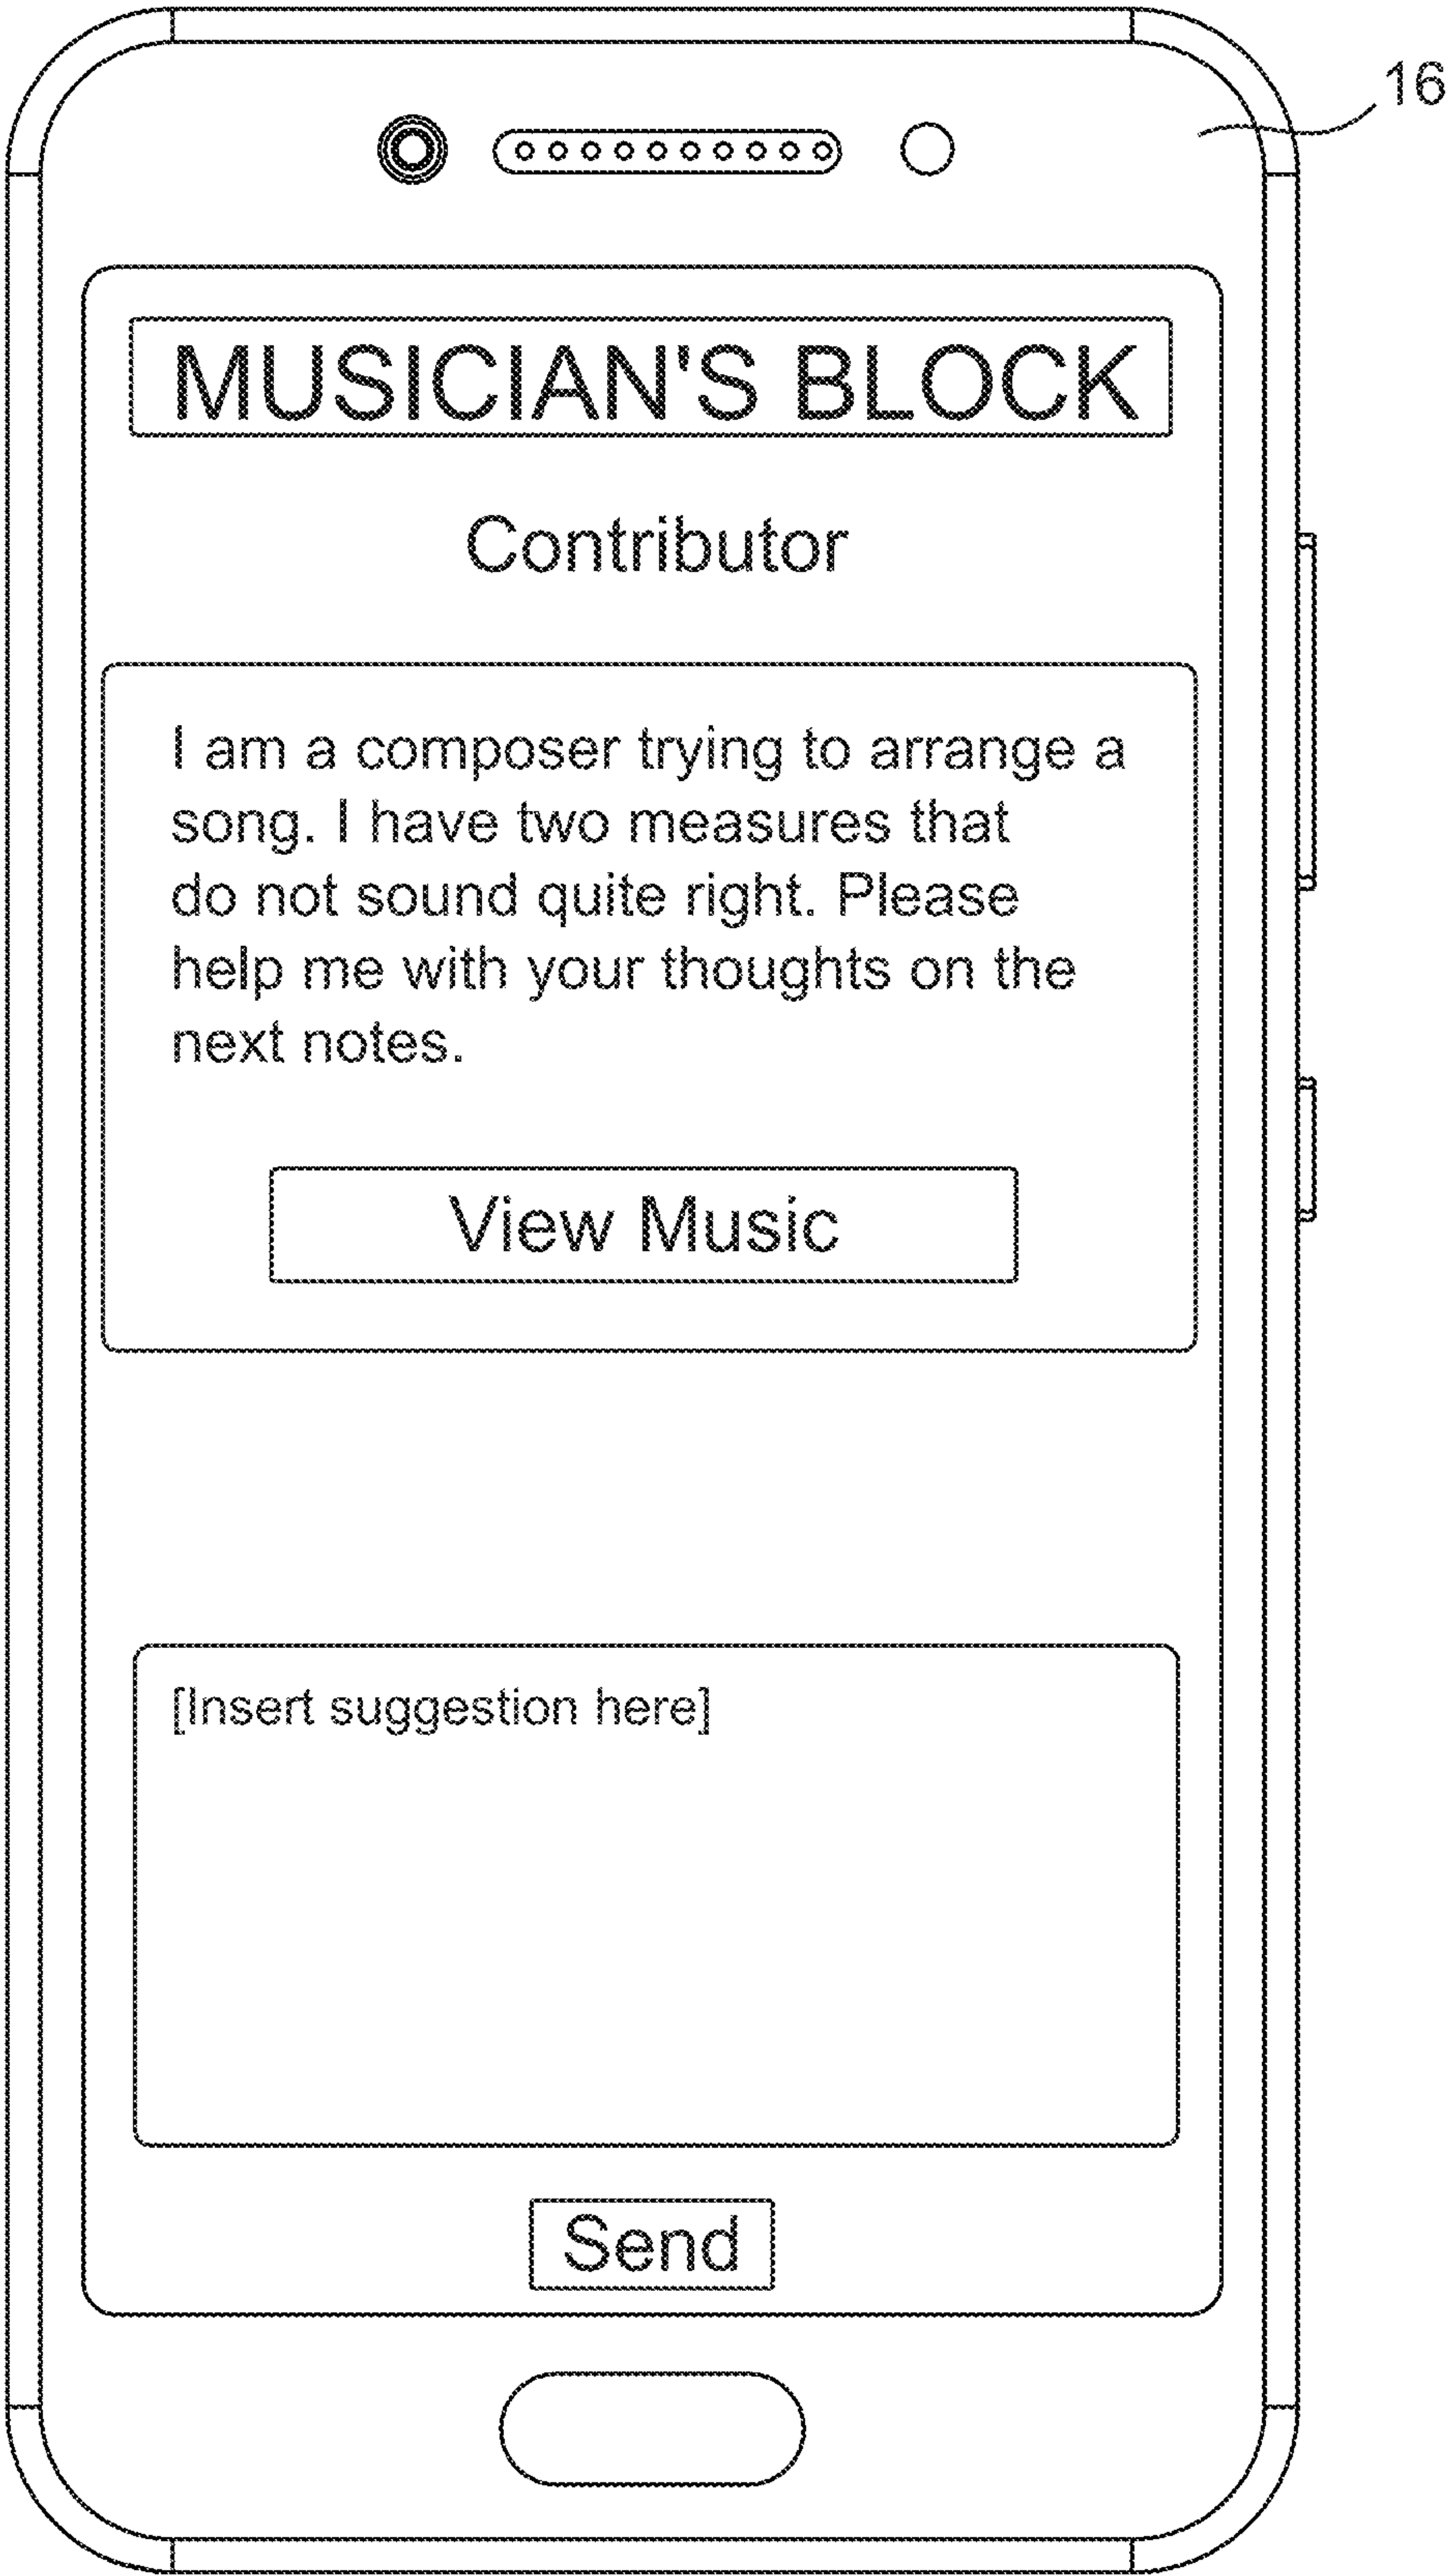 16
MUSICIAN'S BLOCK
Contributor
I am a composer trying to arrange a
song. I have two measures that
do not sound quite right. Please
help me with your thoughts on the
next notes.
View Music
[Insert suggestion here]
Send